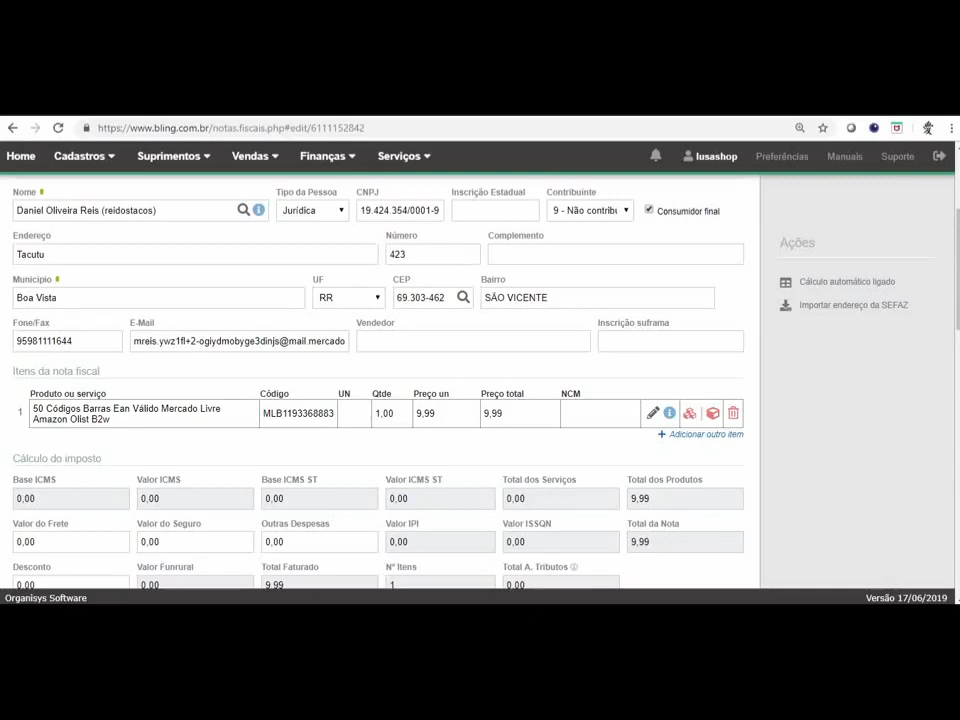 https://www.bling.com.br/notas.fiscais.php#edit/6111152842
Home Cadastros Suprimentos Vendas Finanças Serviços lusashop Preferências Manuais Suporte
Nome Tipo da Pessoa CNPJ Inscrição Estadual Contribuinte
Daniel Oliveira Reis (reidostacos) Jurídica 19.424.354/0001-9 9 - Não contribu Consumidor final
Endereço Número Complemento
Tacutu 423
Município UF CEP Bairro
Boa Vista RR 69.303-462 SÃO VICENTE
Fone/Fax E-Mail Vendedor Inscrição suframa
95981111644 mreis.ywz1fl+2-ogiydmobyge3dinjs@mail.mercado
Ações
Cálculo automático ligado
Importar endereço da SEFAZ
Itens da nota fiscal
Produto ou serviço Código UN Qtde Preço un Preço total NCM
1 50 Códigos Barras Ean Válido Mercado Livre
Amazon Olist B2w MLB1193368883 1,00 9,99 9,99
Adicionar outro item
Cálculo do imposto
Base ICMS Valor ICMS Base ICMS ST Valor ICMS ST Total dos Serviços Total dos Produtos
0,00 0,00 0,00 0,00 0,00 9,99
Valor do Frete Valor do Seguro Outras Despesas Valor IPI Valor ISSQN Total da Nota
0,00 0,00 0,00 0,00 0,00 9,99
Desconto Valor Funrural Total Faturado Nº Itens Total A. Tributos
0,00 0,00 9,99 1 0,00
Organisys Software Versão 17/06/2019